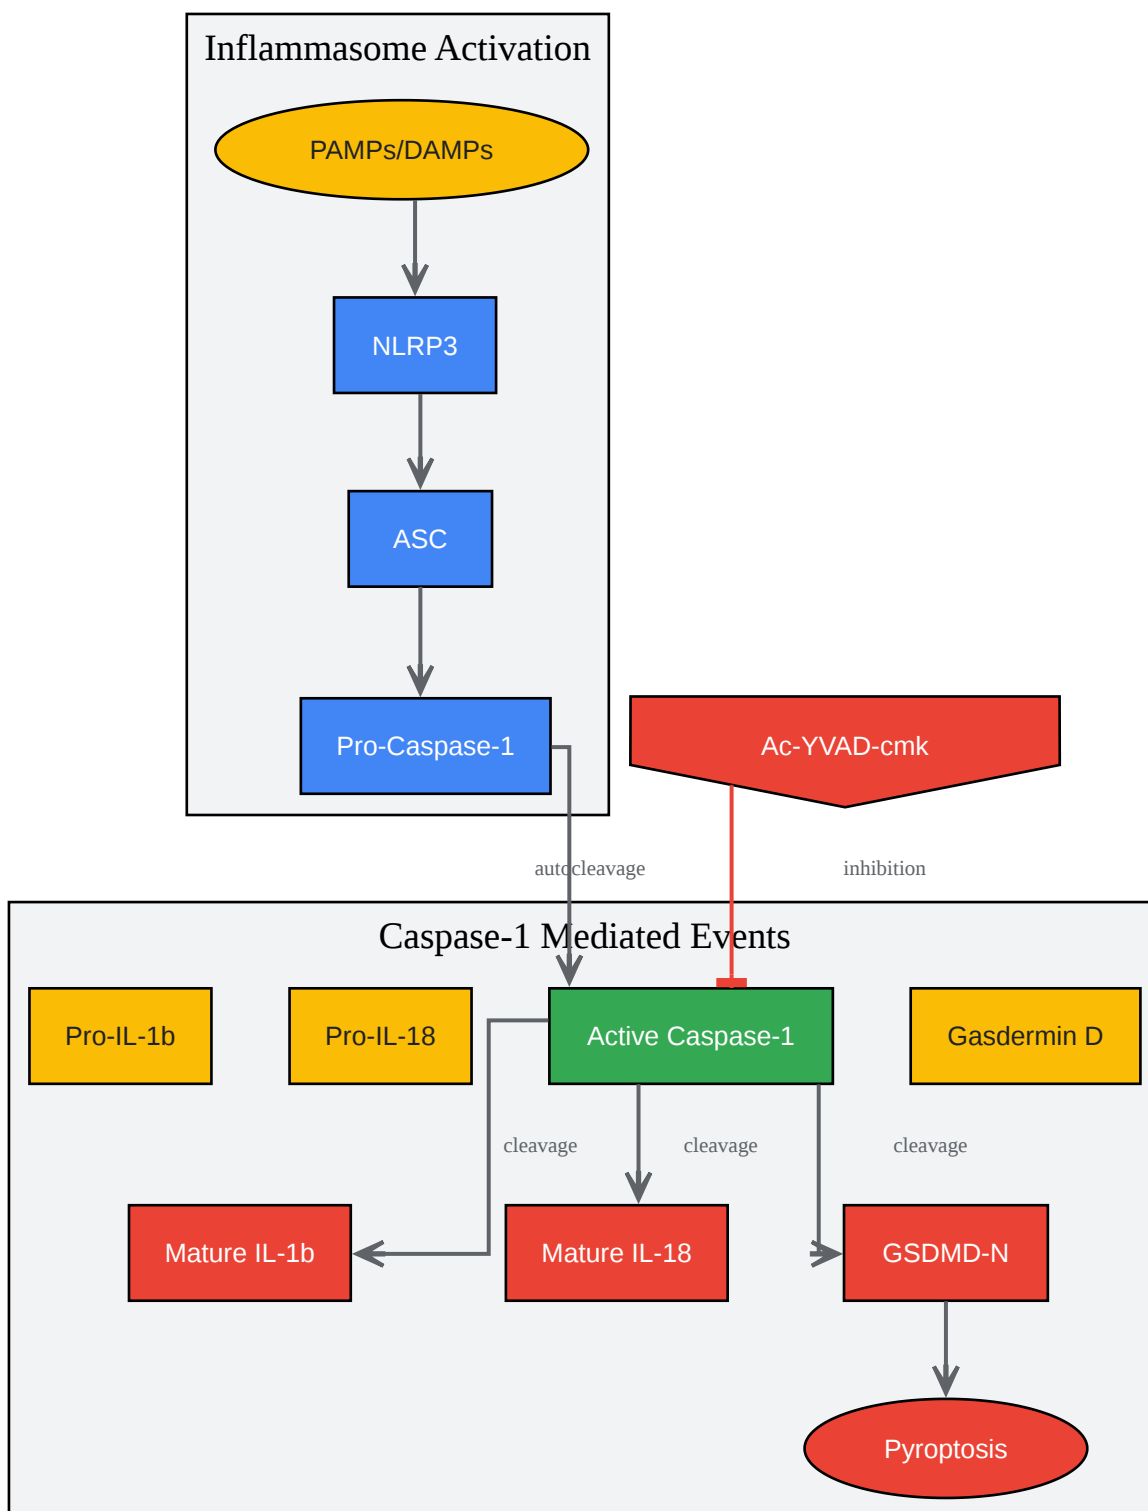 Inflammasome Activation
PAMPs/DAMPs
NLRP3
ASC
Pro-Caspase-1
Ac-YVAD-cmk
autocleavage
inhibition
Caspase-1 Mediated Events
Pro-IL-1b
Pro-IL-18
Active Caspase-1
Gasdermin D
cleavage
cleavage
cleavage
Mature IL-1b
Mature IL-18
GSDMD-N
Pyroptosis